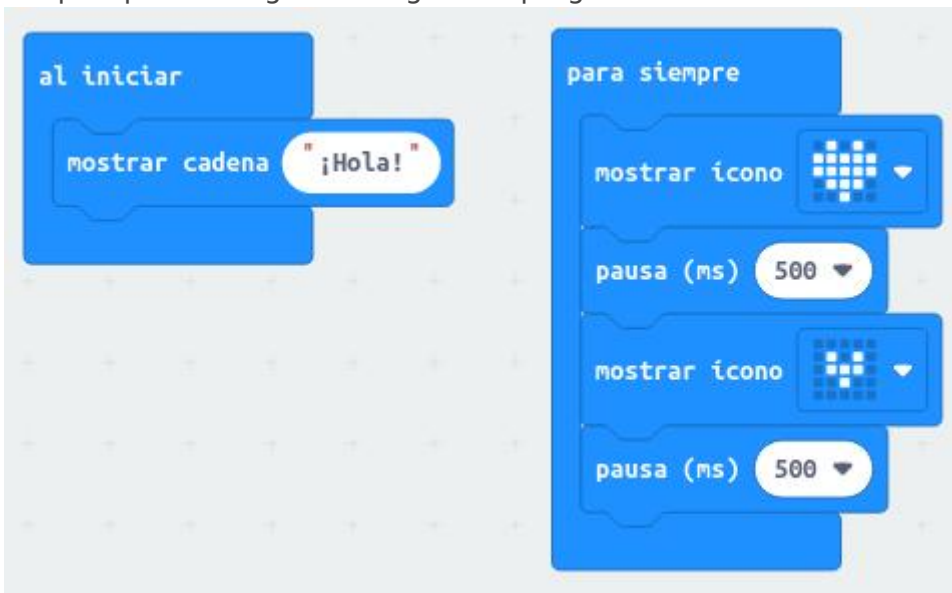 al iniciar
mostrar cadena "¡Hola!"
para siempre
mostrar ícono
pausa (ms) 500
mostrar ícono
pausa (ms) 500